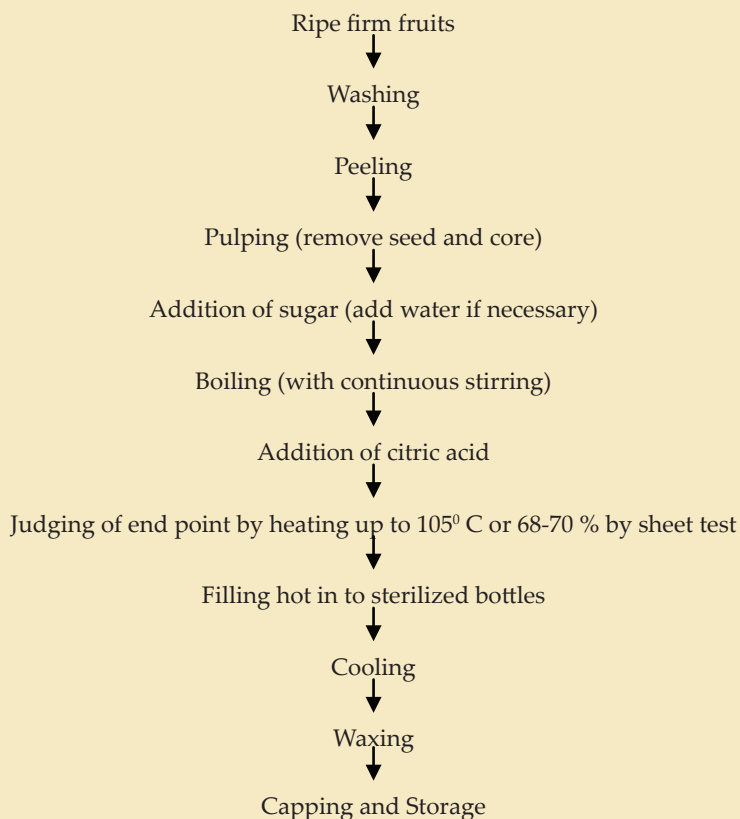 Ripe firm fruits
Washing
Peeling
Pulping (remove seed and core)
Addition of sugar (add water if necessary)
Boiling (with continuous stirring)
Addition of citric acid
Judging of end point by heating up to 105⁰ C or 68-70 % by sheet test
Filling hot in to sterilized bottles
Cooling
Waxing
Capping and Storage